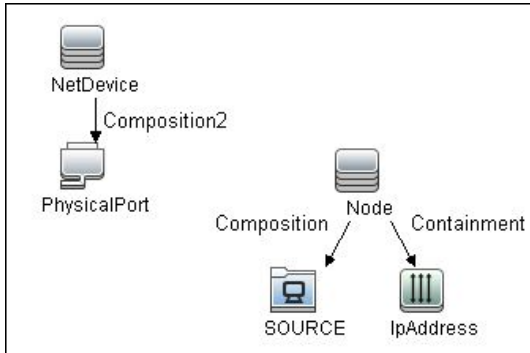 NetDevice
Composition2
PhysicalPort
Node
Composition
Containment
SOURCE
IpAddress